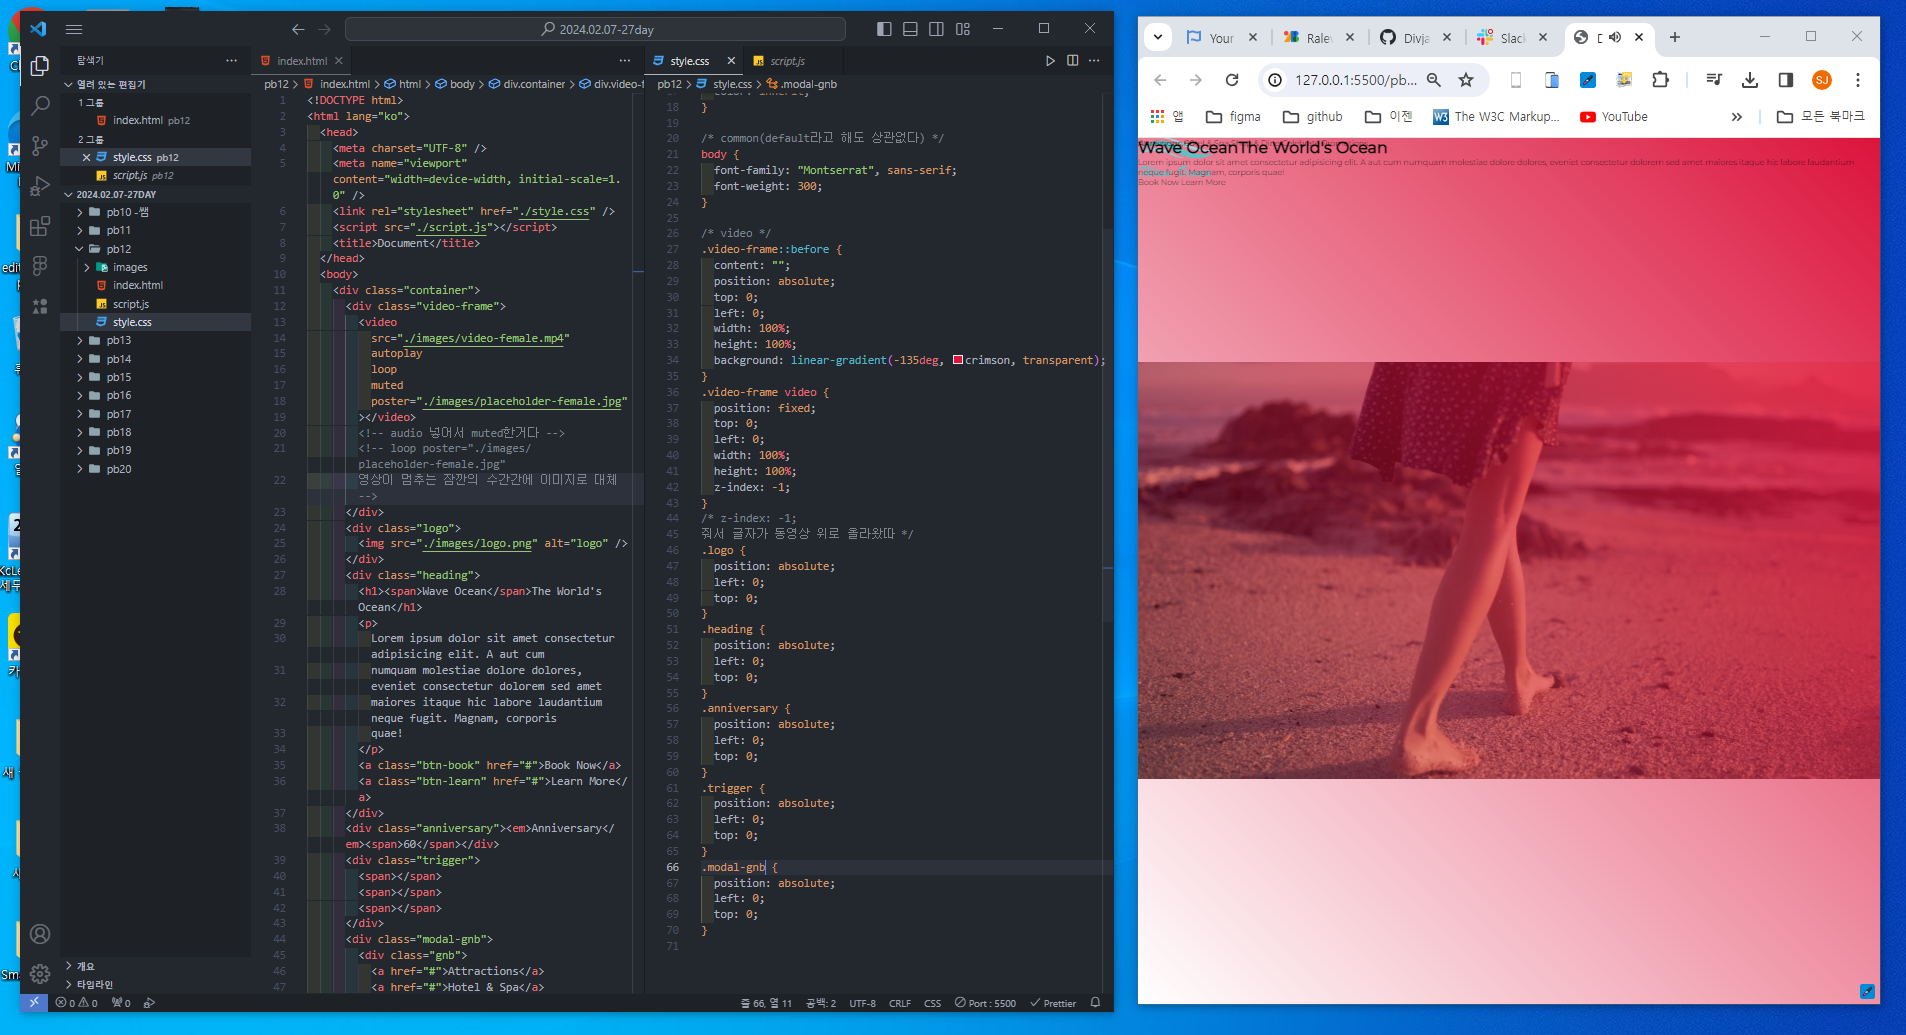 2024.02.07-27day
탐색기
열려 있는 편집기
1 그룹
index.html pb12
2 그룹
style.css pb12
script.js pb12
2024.02.07-27DAY
pb10 -쌤
pb11
pb12
images
index.html
script.js
style.css
pb13
pb14
pb15
pb16
pb17
pb18
pb19
pb20
개요
타임라인
index.html
pb12 > index.html > html > body > div.container > div.video-f
1 <!DOCTYPE html>
2 <html lang="ko">
3 <head>
4 <meta charset="UTF-8" />
5 <meta name="viewport"
content="width=device-width, initial-scale=1.
0" />
6 <link rel="stylesheet" href="./style.css" />
7 <script src="./script.js"></script>
8 <title>Document</title>
9 </head>
10 <body>
11 <div class="container">
12 <div class="video-frame">
13 <video
14 src="./images/video-female.mp4"
15 autoplay
16 loop
17 muted
18 poster="./images/placeholder-female.jpg"
19 ></video>
20 <!-- audio 넣어서 muted한거다 -->
21 <!-- loop poster="./images/
placeholder-female.jpg"
22 영상이 멈추는 잠깐의 수간간에 이미지로 대체
-->
23 </div>
24 <div class="logo">
25 <img src="./images/logo.png" alt="logo" />
26 </div>
27 <div class="heading">
28 <h1><span>Wave Ocean</span>The World's
Ocean</h1>
29 <p>
30 Lorem ipsum dolor sit amet consectetur
adipisicing elit. A aut cum
31 numquam molestiae dolore dolores,
eveniet consectetur dolorem sed amet
32 maiores itaque hic labore laudantium
neque fugit. Magnam, corporis
33 quae!
34 </p>
35 <a class="btn-book" href="#">Book Now</a>
36 <a class="btn-learn" href="#">Learn More</
a>
37 </div>
38 <div class="anniversary"><em>Anniversary</
em><span>60</span></div>
39 <div class="trigger">
40 <span></span>
41 <span></span>
42 <span></span>
43 </div>
44 <div class="modal-gnb">
45 <div class="gnb">
46 <a href="#">Attractions</a>
47 <a href="#">Hotel & Spa</a>
style.css
script.js
pb12 > style.css > .modal-gnb
18 }
19
20 /* common(default라고 해도 상관없다) */
21 body {
22 font-family: "Montserrat", sans-serif;
23 font-weight: 300;
24 }
25
26 /* video */
27 .video-frame::before {
28 content: "";
29 position: absolute;
30 top: 0;
31 left: 0;
32 width: 100%;
33 height: 100%;
34 background: linear-gradient(-135deg, crimson, transparent);
35 }
36 .video-frame video {
37 position: fixed;
38 top: 0;
39 left: 0;
40 width: 100%;
41 height: 100%;
42 z-index: -1;
43 }
44 /* z-index: -1;
45 줘서 글자가 동영상 위로 올라왔따 */
46 .logo {
47 position: absolute;
48 left: 0;
49 top: 0;
50 }
51 .heading {
52 position: absolute;
53 left: 0;
54 top: 0;
55 }
56 .anniversary {
57 position: absolute;
58 left: 0;
59 top: 0;
60 }
61 .trigger {
62 position: absolute;
63 left: 0;
64 top: 0;
65 }
66 .modal-gnb {
67 position: absolute;
68 left: 0;
69 top: 0;
70 }
71
0 0 0 줄 66, 열 11 공백: 2 UTF-8 CRLF CSS Port : 5500 Prettier
Your Ralev Divja Slack D
127.0.0.1:5500/pb... SJ
앱 figma github 이젠 The W3C Markup... YouTube » 모든 북마크
Wave OceanThe World's Ocean
Lorem ipsum dolor sit amet consectetur adipisicing elit. A aut cum numquam molestiae dolore dolores, eveniet consectetur dolorem sed amet maiores itaque hic labore laudantium
neque fugit. Magnam, corporis quae!
Book Now Learn More